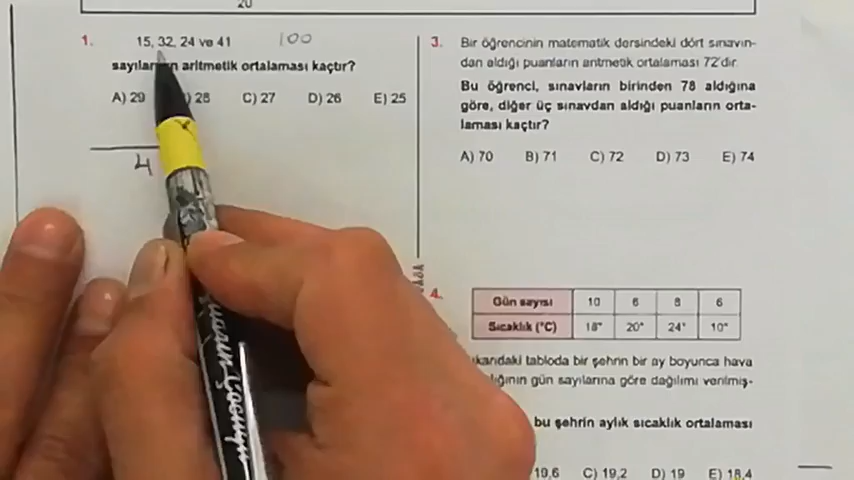 20
1. 15, 32, 24 ve 41 100
aritmetik ortalaması kaçtır?
A) 29 28 C) 27 D) 26 E) 25
4
3. Bir öğrencinin matematik dersindeki dört sınavın-
dan aldığı puanların aritmetik ortalaması 72'dir.
Bu öğrenci, sınavların birinden 78 aldığına
göre, diğer üç sınavdan aldığı puanların orta-
laması kaçtır?
A) 70 B) 71 C) 72 D) 73 E) 74
4.
Gün sayısı 10 6 8 6
Sıcaklık (°C) 18° 20° 24° 10°
tabloda bir şehrin bir ay boyunca hava
gün sayılarına göre dağılımı verilmiş-
bu şehrin aylık sıcaklık ortalaması
19,6 C) 19,2 D) 19 E) 18,4